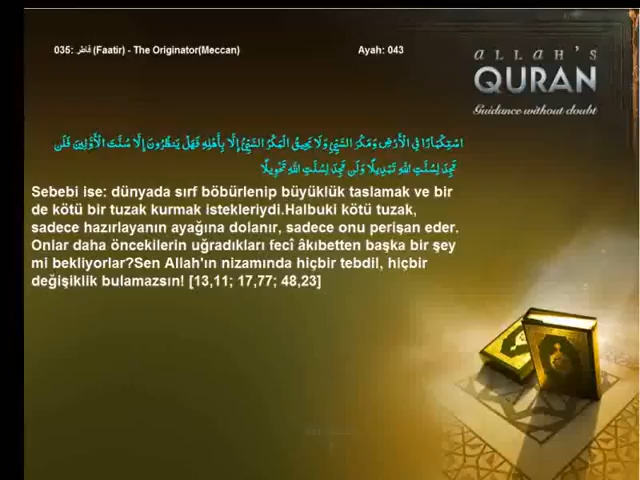 035: فاطر (Faatir) - The Originator(Meccan)
Ayah: 043
ALLAH'S
QURAN
Guidance without doubt
اسْتِكْبَارًا فِي الْأَرْضِ وَمَكْرَ السَّيِّئِ وَلَا يَحِيقُ الْمَكْرُ السَّيِّئُ إِلَّا بِأَهْلِهِ فَهَلْ يَنظُرُونَ إِلَّا سُنَّتَ الْأَوَّلِينَ فَلَن
تَجِدَ لِسُنَّتِ اللَّهِ تَبْدِيلًا وَلَن تَجِدَ لِسُنَّتِ اللَّهِ تَحْوِيلًا
Sebebi ise: dünyada sırf böbürlenip büyüklük taslamak ve bir
de kötü bir tuzak kurmak istekleriydi.Halbuki kötü tuzak,
sadece hazırlayanın ayağına dolanır, sadece onu perişan eder.
Onlar daha öncekilerin uğradıkları fecî âkıbetten başka bir şey
mi bekliyorlar?Sen Allah'ın nizamında hiçbir tebdil, hiçbir
değişiklik bulamazsın! [13,11; 17,77; 48,23]